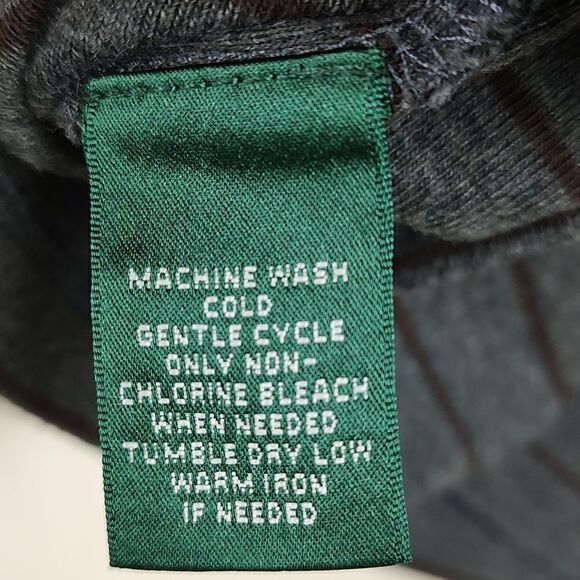 MACHINE WASH
COLD
GENTLE CYCLE
ONLY NON-
CHLORINE BLEACH
WHEN NEEDED
TUMBLE DRY LOW
WARM IRON
IF NEEDED